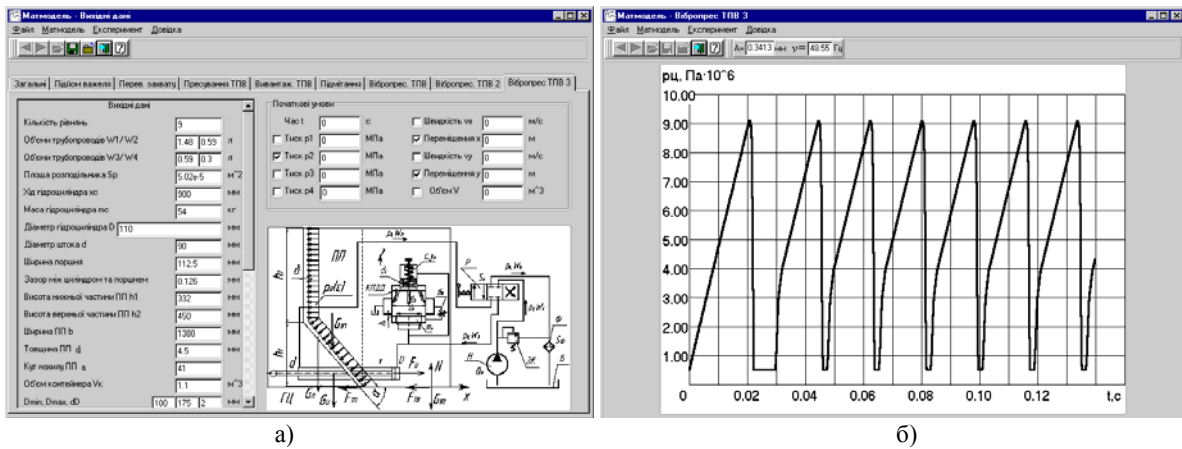 Матмодель - Вихідні дані
Файл Матмодель Експеримент Довідка
Загальні Підйом важеля Перев. захвату Пресування ТПВ Вивантаж. ТПВ Підмітання Вібропрес. ТПВ Вібропрес. ТПВ 2 Вібропрес ТПВ 3
Вихідні дані
Кількість рівнянь 9
Об'єми трубопроводів W1/W2 1.48 0.59 л
Об'єми трубопроводів W3/W4 0.59 0.3 л
Площа розподільника Sp 5.02e-5 м^2
Хід гідроциліндра xc 900 мм
Маса гідроциліндра mc 54 кг
Діаметр гідроциліндра D 110 мм
Діаметр штока d 90 мм
Ширина поршня 112.5 мм
Зазор між циліндром та поршнем 0.126 мм
Висота нижньої частини ПП h1 332 мм
Висота верхньої частини ПП h2 450 мм
Ширина ПП b 1300 мм
Товщина ПП d 4.5 мм
Кут нахилу ПП a 41
Об'єм контейнера Vк 1.1 м^3
Dmin, Dmax, dD 100 175 2 мм
Початкові умови
Час t 0 с
Тиск p1 0 МПа
Тиск p2 0 МПа
Тиск p3 0 МПа
Тиск p4 0 МПа
Швидкість vx 0 м/с
Переміщення x 0 м
Швидкість vy 0 м/с
Переміщення y 0 м
Об'єм V 0 м^3
ПП
ГЦ
а)
Матмодель - Вібропрес ТПВ 3
Файл Матмодель Експеримент Довідка
A= 0.3413 мм ν= 48.55 Гц
pц, Па·10^6
10.00
9.00
8.00
7.00
6.00
5.00
4.00
3.00
2.00
1.00
0 0.02 0.04 0.06 0.08 0.10 0.12 t,c
б)